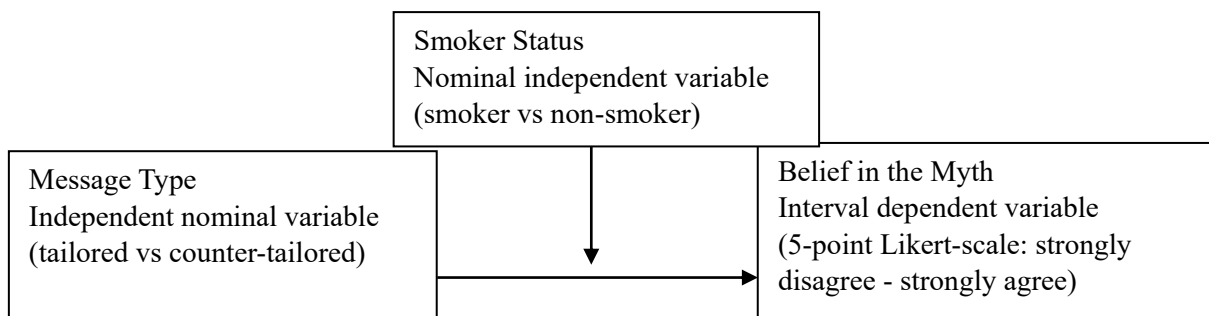 Smoker Status
Nominal independent variable
(smoker vs non-smoker)
Message Type
Independent nominal variable
(tailored vs counter-tailored)
Belief in the Myth
Interval dependent variable
(5-point Likert-scale: strongly
disagree - strongly agree)